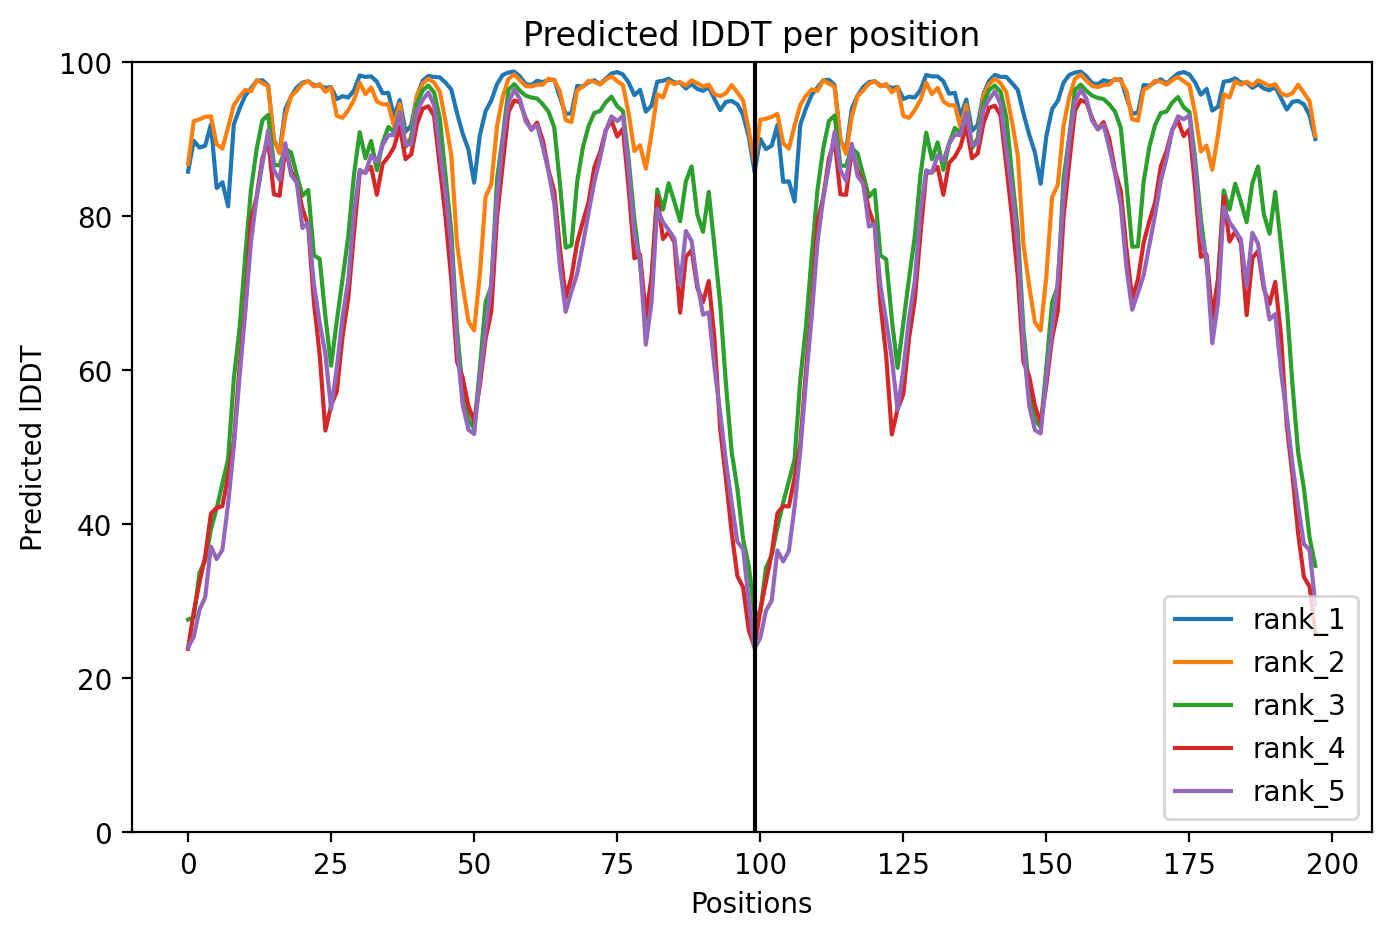 Predicted lDDT per position
Predicted lDDT
100
80
60
40
20
0
0 25 50 75 100 125 150 175 200
Positions
rank_1
rank_2
rank_3
rank_4
rank_5